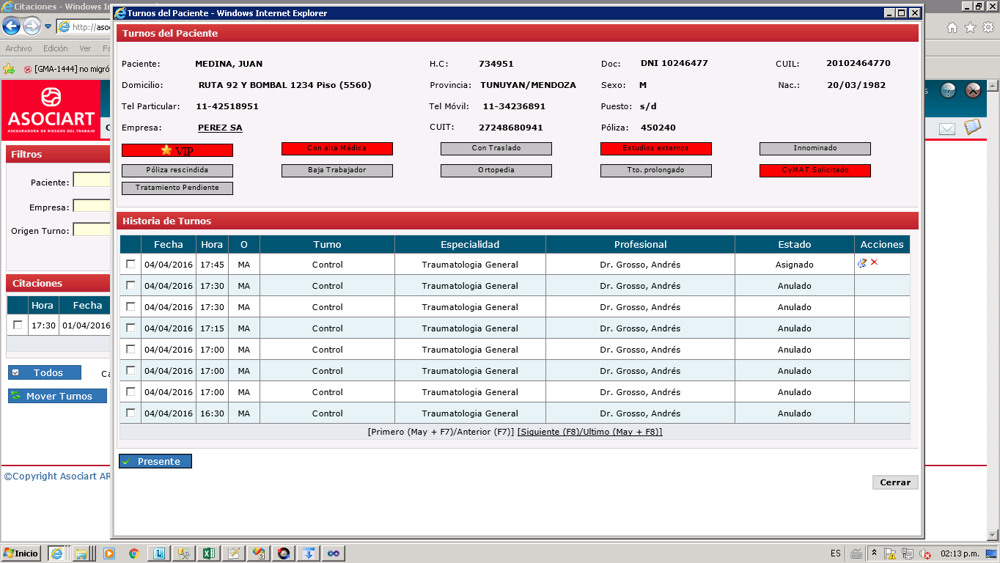 Citaciones - Windows In
Turnos del Paciente - Windows Internet Explorer
http://asoc
Archivo Edición Ver Fa
[GMA-1444] no migró
ASOCIART
ASEGURADORA DE RIESGOS DEL TRABAJO
Filtros
Paciente:
Empresa:
Origen Turno:
Citaciones
Hora Fecha
17:30 01/04/2016
Todos Ca
Mover Turnos
©Copyright Asociart AR
Turnos del Paciente
Paciente: MEDINA, JUAN H.C: 734951 Doc: DNI 10246477 CUIL: 20102464770
Domicilio: RUTA 92 Y BOMBAL 1234 Piso (5560) Provincia: TUNUYAN/MENDOZA Sexo: M Nac.: 20/03/1982
Tel Particular: 11-42518951 Tel Móvil: 11-34236891 Puesto: s/d
Empresa: PEREZ SA CUIT: 27248680941 Póliza: 450240
VIP Con alta Médica Con Traslado Estudios externos Innominado
Póliza rescindida Baja Trabajador Ortopedia Tto. prolongado CyMAT Solicitado
Tratamiento Pendiente
Historia de Turnos
Fecha Hora O Turno Especialidad Profesional Estado Acciones
04/04/2016 17:45 MA Control Traumatologia General Dr. Grosso, Andrés Asignado
04/04/2016 17:30 MA Control Traumatologia General Dr. Grosso, Andrés Anulado
04/04/2016 17:30 MA Control Traumatologia General Dr. Grosso, Andrés Anulado
04/04/2016 17:15 MA Control Traumatologia General Dr. Grosso, Andrés Anulado
04/04/2016 17:00 MA Control Traumatologia General Dr. Grosso, Andrés Anulado
04/04/2016 17:00 MA Control Traumatologia General Dr. Grosso, Andrés Anulado
04/04/2016 17:00 MA Control Traumatologia General Dr. Grosso, Andrés Anulado
04/04/2016 16:30 MA Control Traumatologia General Dr. Grosso, Andrés Anulado
[Primero (May + F7)/Anterior (F7)] [Siguiente (F8)/Ultimo (May + F8)]
Presente
Cerrar
Inicio
ES
02:13 p.m.